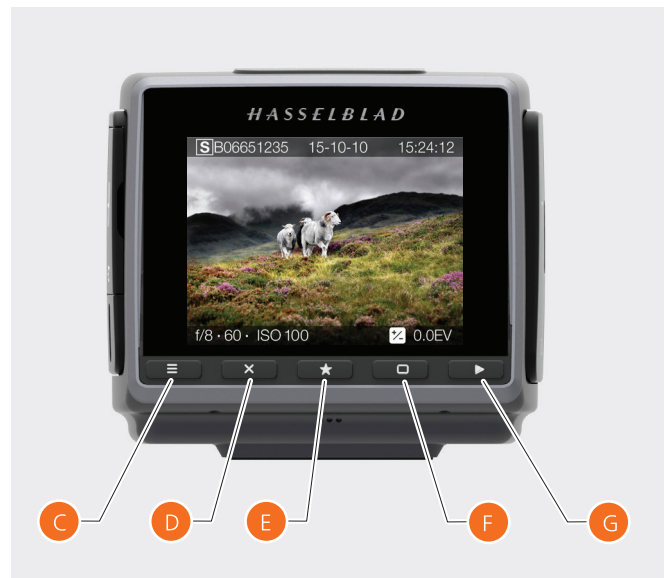 HASSELBLAD
S B06651235 15-10-10 15:24:12
f/8 · 60 · ISO 100 +/- 0.0EV
C D E F G